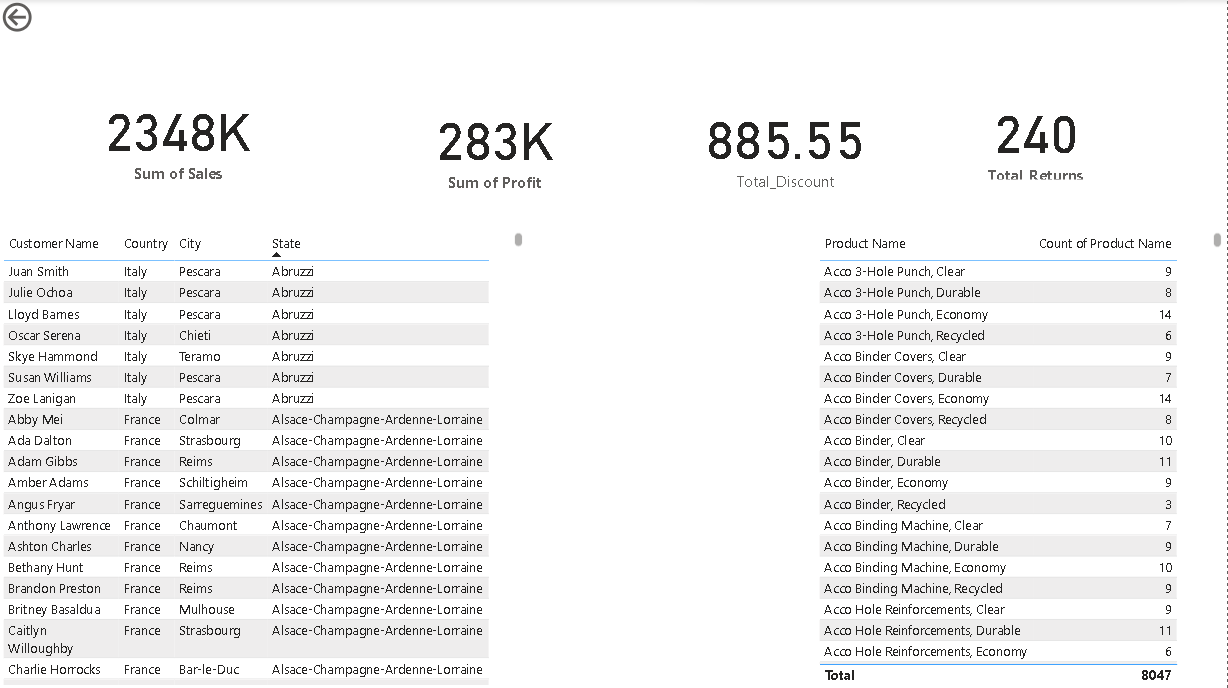 2348K
Sum of Sales
283K
Sum of Profit
885.55
Total_Discount
240
Total Returns
Customer Name Country City State
Juan Smith Italy Pescara Abruzzi
Julie Ochoa Italy Pescara Abruzzi
Lloyd Barnes Italy Pescara Abruzzi
Oscar Serena Italy Chieti Abruzzi
Skye Hammond Italy Teramo Abruzzi
Susan Williams Italy Pescara Abruzzi
Zoe Lanigan Italy Pescara Abruzzi
Abby Mei France Colmar Alsace-Champagne-Ardenne-Lorraine
Ada Dalton France Strasbourg Alsace-Champagne-Ardenne-Lorraine
Adam Gibbs France Reims Alsace-Champagne-Ardenne-Lorraine
Amber Adams France Schiltigheim Alsace-Champagne-Ardenne-Lorraine
Angus Fryar France Sarreguemines Alsace-Champagne-Ardenne-Lorraine
Anthony Lawrence France Chaumont Alsace-Champagne-Ardenne-Lorraine
Ashton Charles France Nancy Alsace-Champagne-Ardenne-Lorraine
Bethany Hunt France Reims Alsace-Champagne-Ardenne-Lorraine
Brandon Preston France Reims Alsace-Champagne-Ardenne-Lorraine
Britney Basaldua France Mulhouse Alsace-Champagne-Ardenne-Lorraine
Caitlyn France Strasbourg Alsace-Champagne-Ardenne-Lorraine
Willoughby
Charlie Horrocks France Bar-le-Duc Alsace-Champagne-Ardenne-Lorraine
Product Name Count of Product Name
Acco 3-Hole Punch, Clear 9
Acco 3-Hole Punch, Durable 8
Acco 3-Hole Punch, Economy 14
Acco 3-Hole Punch, Recycled 6
Acco Binder Covers, Clear 9
Acco Binder Covers, Durable 7
Acco Binder Covers, Economy 14
Acco Binder Covers, Recycled 8
Acco Binder, Clear 10
Acco Binder, Durable 11
Acco Binder, Economy 9
Acco Binder, Recycled 3
Acco Binding Machine, Clear 7
Acco Binding Machine, Durable 9
Acco Binding Machine, Economy 10
Acco Binding Machine, Recycled 9
Acco Hole Reinforcements, Clear 9
Acco Hole Reinforcements, Durable 11
Acco Hole Reinforcements, Economy 6
Total 8047